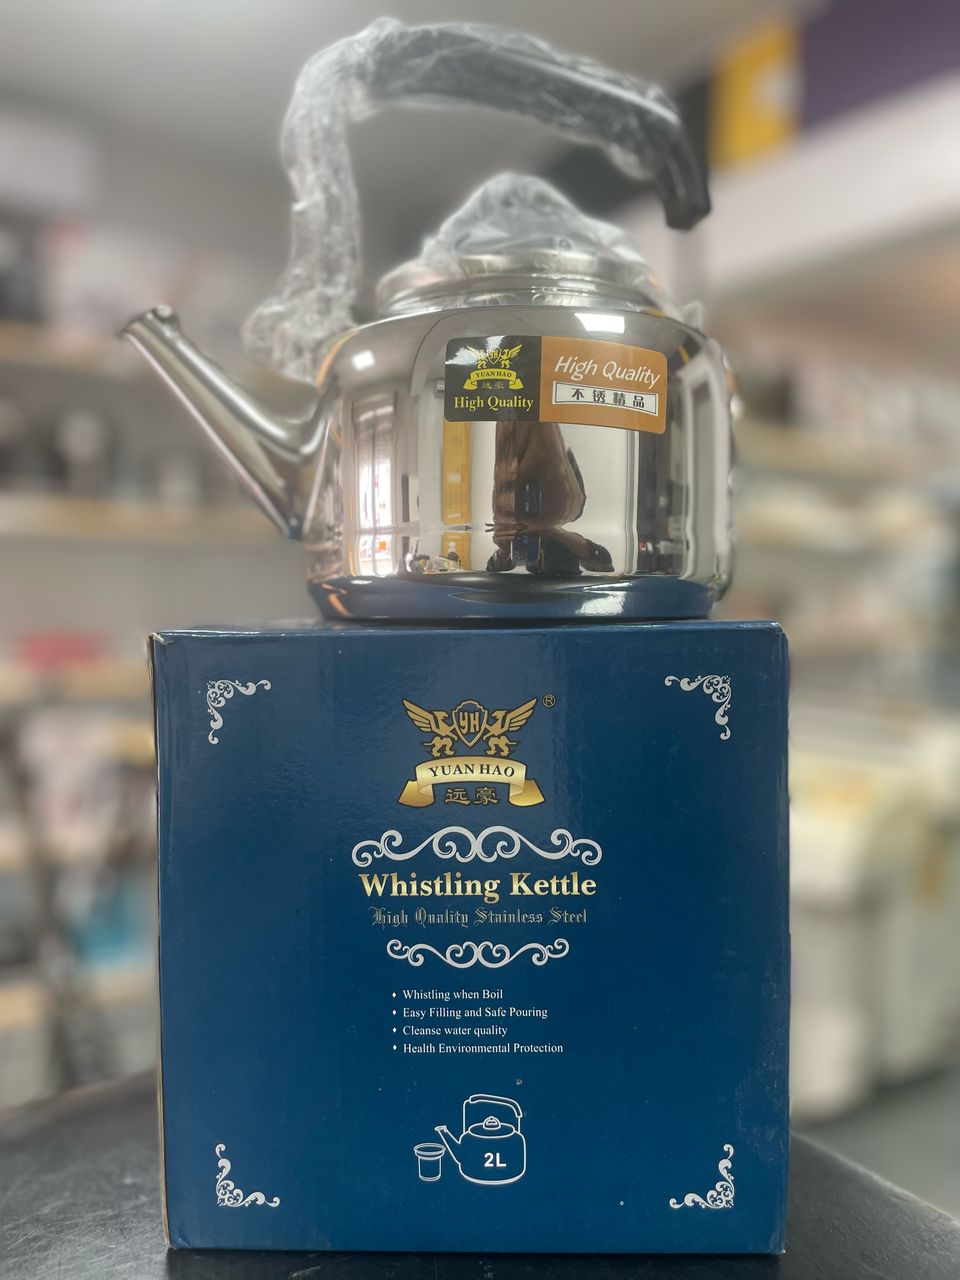 YH
YUAN HAO
远豪
High Quality
High Quality
不锈精品
YH
®
YUAN HAO
远豪
Whistling Kettle
High Quality Stainless Steel
Whistling when Boil
Easy Filling and Safe Pouring
Cleanse water quality
Health Environmental Protection
2L